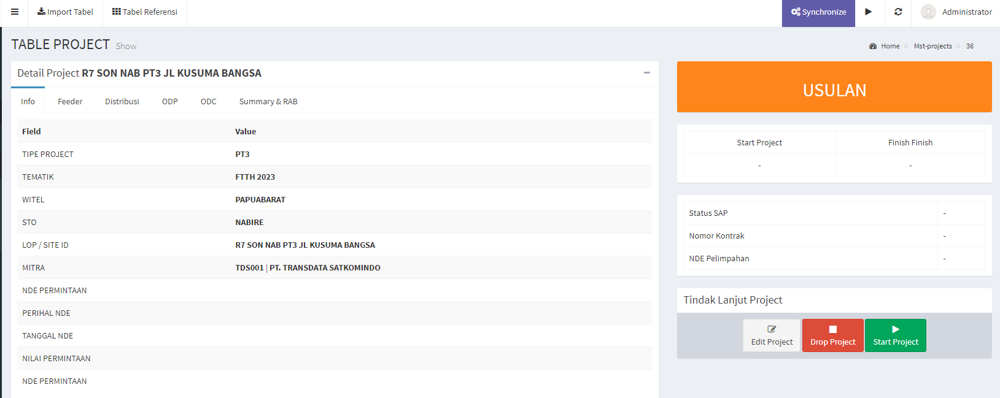 Import Tabel Tabel Referensi Synchronize Administrator
TABLE PROJECT Show
Home > Mst-projects > 36
Detail Project R7 SON NAB PT3 JL KUSUMA BANGSA
Info Feeder Distribusi ODP ODC Summary & RAB
Field Value
TIPE PROJECT PT3
TEMATIK FTTH 2023
WITEL PAPUABARAT
STO NABIRE
LOP / SITE ID R7 SON NAB PT3 JL KUSUMA BANGSA
MITRA TDS001 | PT. TRANSDATA SATKOMINDO
NDE PERMINTAAN
PERIHAL NDE
TANGGAL NDE
NILAI PERMINTAAN
NDE PERMINTAAN
USULAN
Start Project Finish Finish
- -
Status SAP -
Nomor Kontrak -
NDE Pelimpahan -
Tindak Lanjut Project
Edit Project Drop Project Start Project